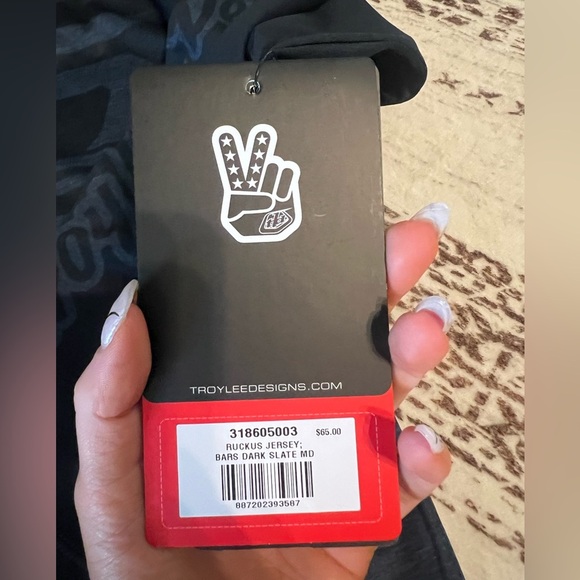 TROYLEEDESIGNS.COM
318605003 $65.00
RUCKUS JERSEY;
BARS DARK SLATE MD
887202393587